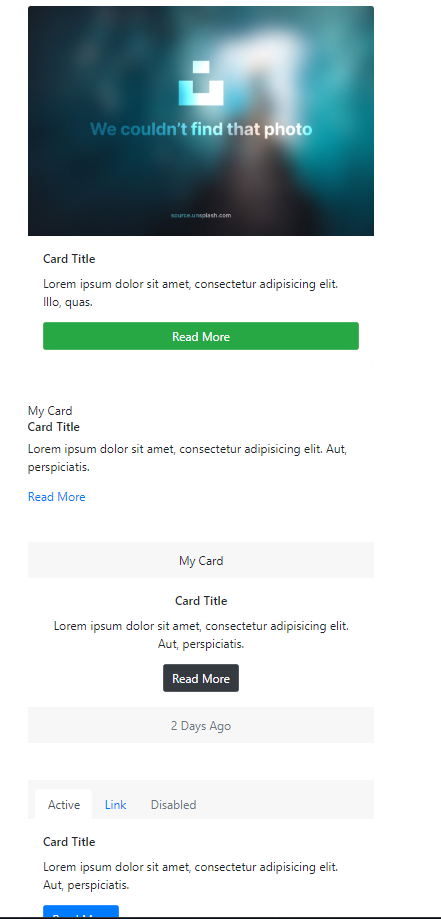 We couldn't find that photo
source.unsplash.com
Card Title
Lorem ipsum dolor sit amet, consectetur adipisicing elit.
Illo, quas.
Read More
My Card
Card Title
Lorem ipsum dolor sit amet, consectetur adipisicing elit. Aut,
perspiciatis.
Read More
My Card
Card Title
Lorem ipsum dolor sit amet, consectetur adipisicing elit.
Aut, perspiciatis.
Read More
2 Days Ago
Active Link Disabled
Card Title
Lorem ipsum dolor sit amet, consectetur adipisicing elit.
Aut, perspiciatis.